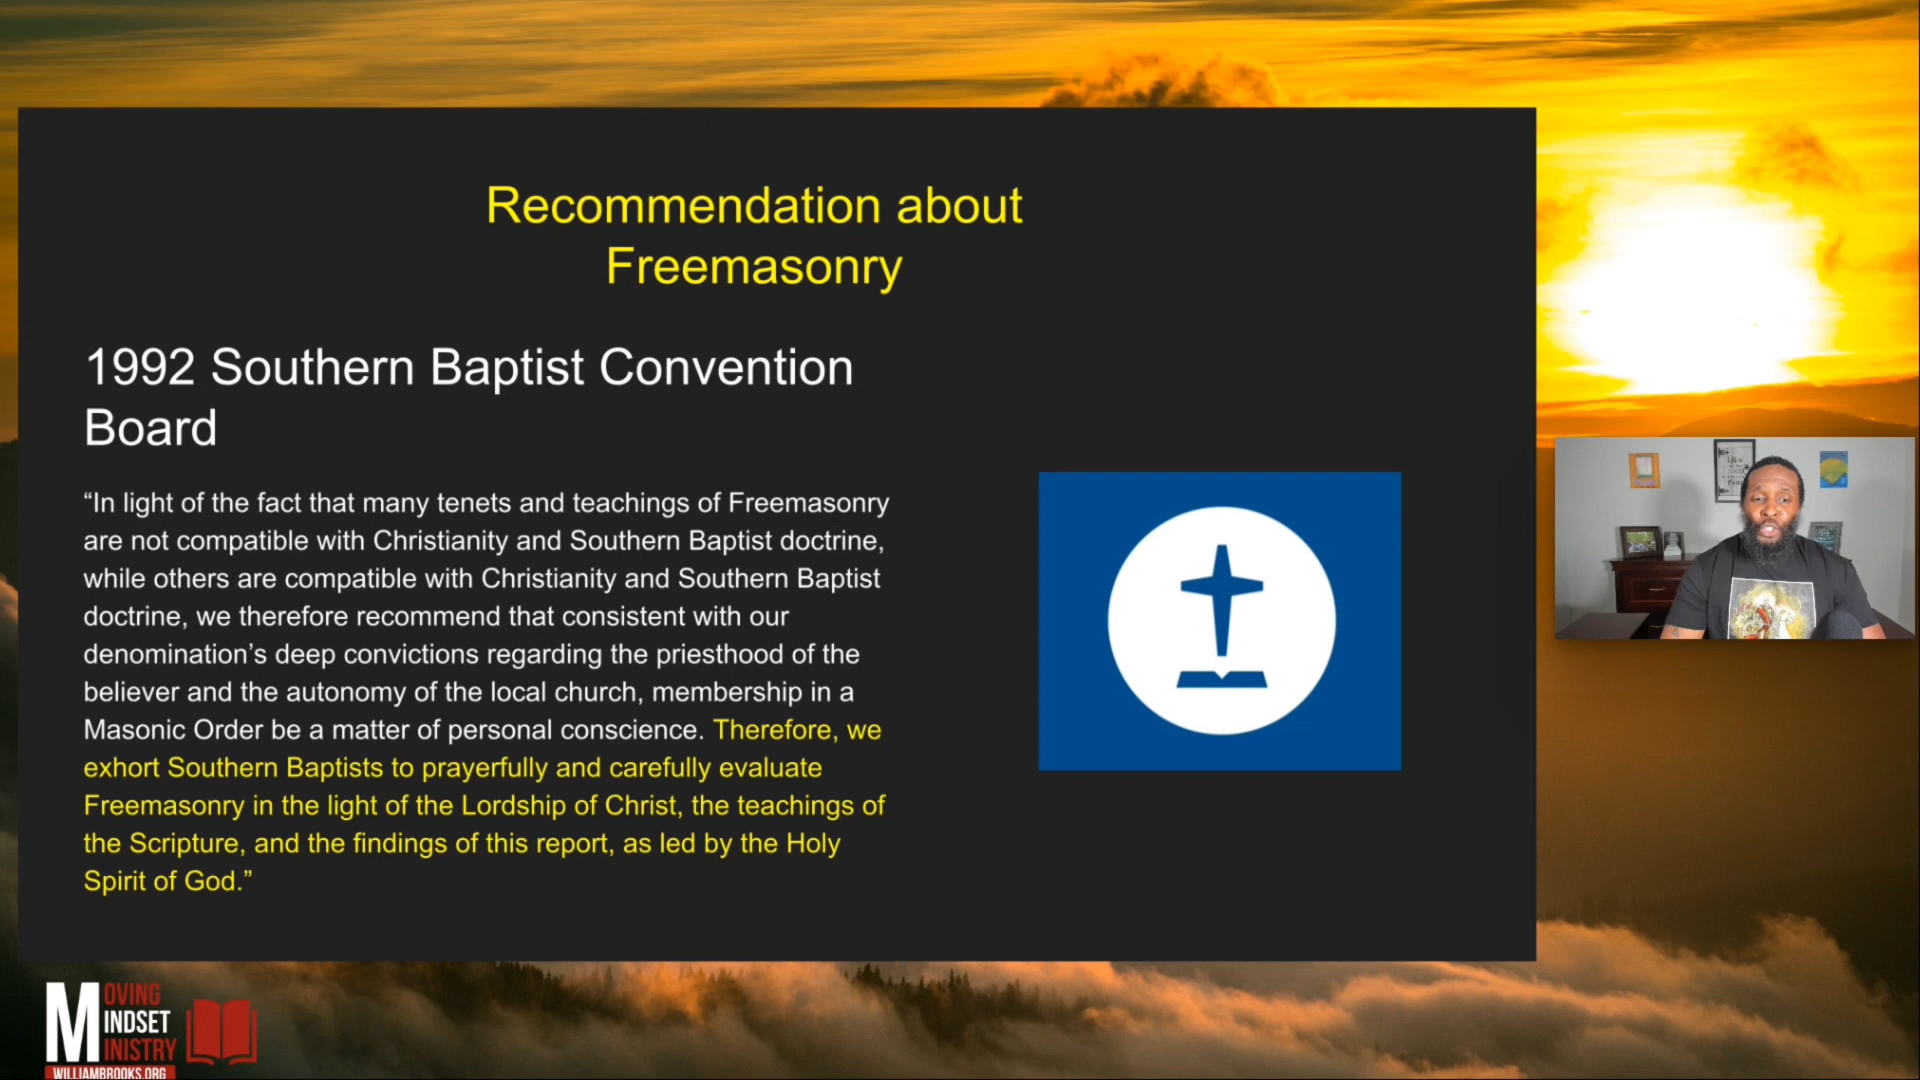 Recommendation about
Freemasonry
1992 Southern Baptist Convention
Board
“In light of the fact that many tenets and teachings of Freemasonry
are not compatible with Christianity and Southern Baptist doctrine,
while others are compatible with Christianity and Southern Baptist
doctrine, we therefore recommend that consistent with our
denomination’s deep convictions regarding the priesthood of the
believer and the autonomy of the local church, membership in a
Masonic Order be a matter of personal conscience. Therefore, we
exhort Southern Baptists to prayerfully and carefully evaluate
Freemasonry in the light of the Lordship of Christ, the teachings of
the Scripture, and the findings of this report, as led by the Holy
Spirit of God.”
MOVING
MINDSET
MINISTRY
WILLIAMBROOKS.ORG